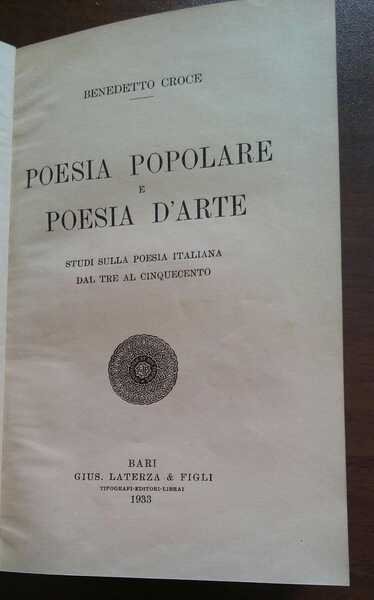 BENEDETTO CROCE
POESIA POPOLARE
E
POESIA D'ARTE
STUDI SULLA POESIA ITALIANA
DAL TRE AL CINQUECENTO
BARI
GIUS. LATERZA & FIGLI
TIPOGRAFI-EDITORI-LIBRAI
1933